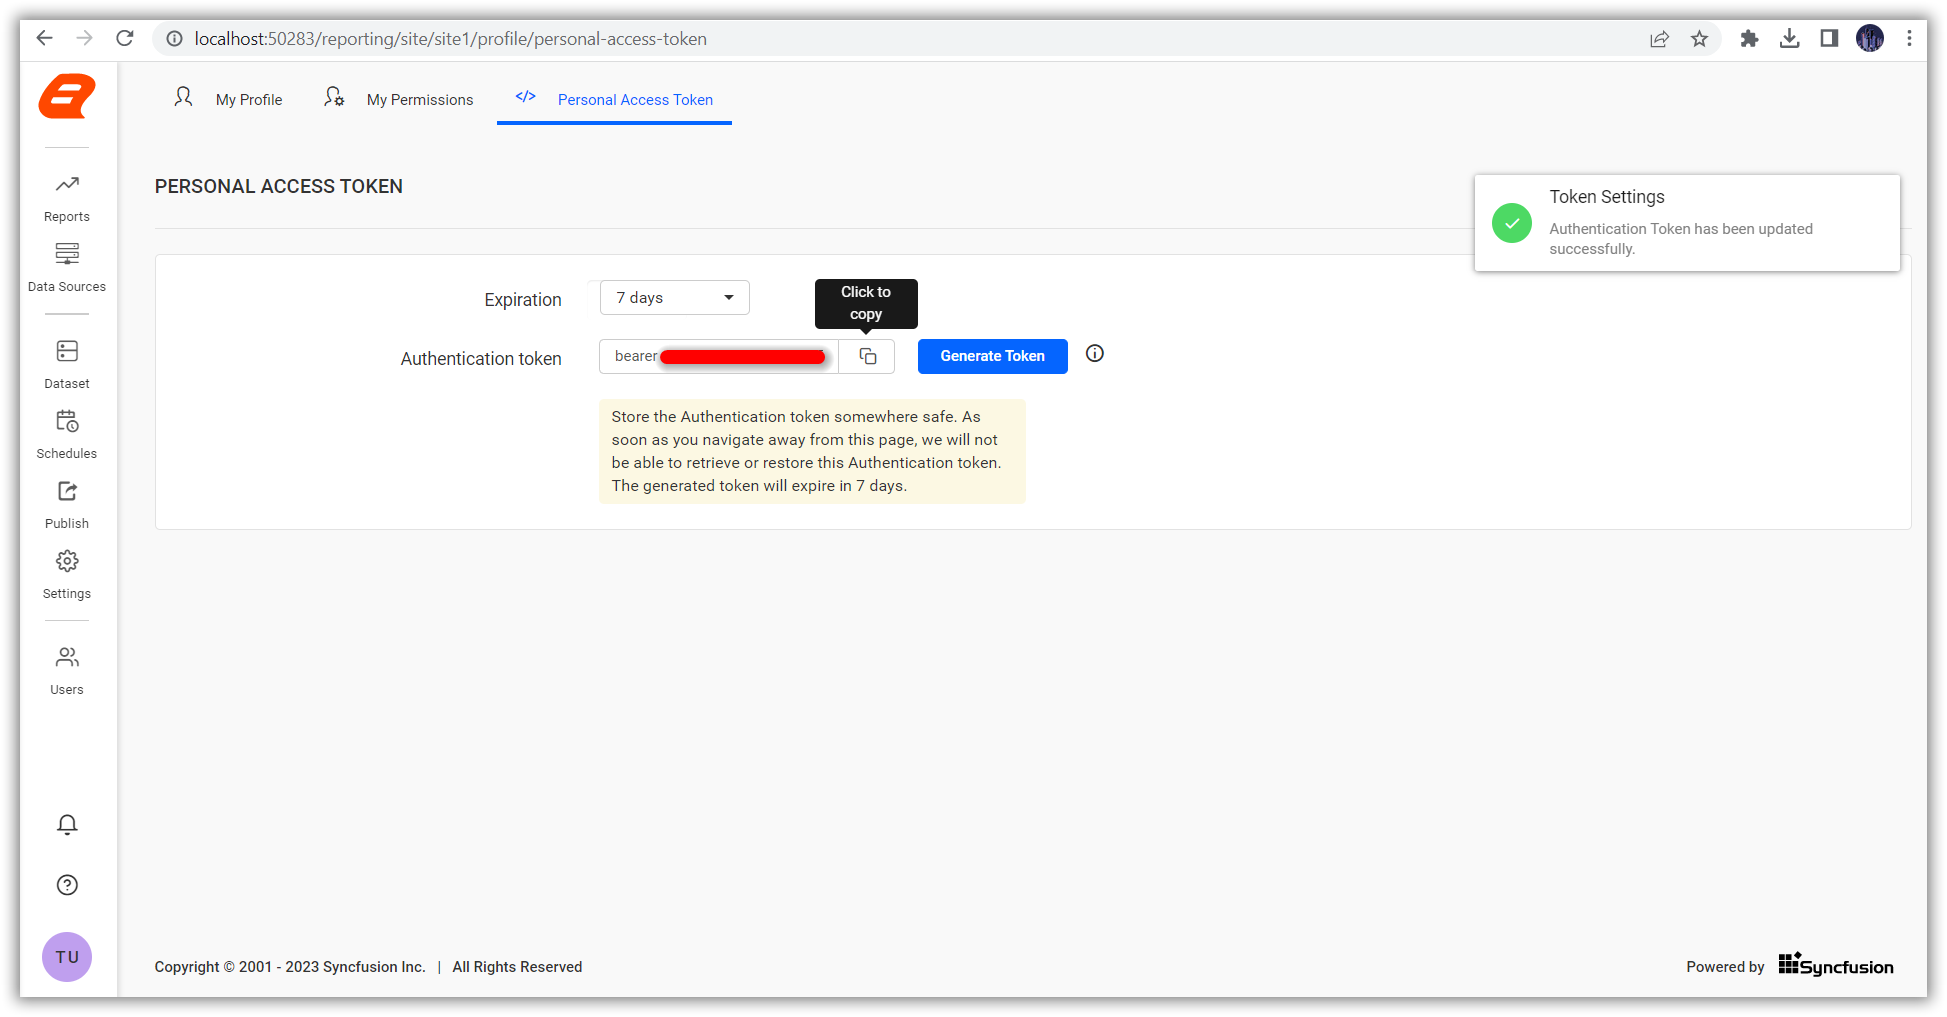 localhost:50283/reporting/site/site1/profile/personal-access-token
My Profile
My Permissions
</> Personal Access Token
Reports
Data Sources
Dataset
Schedules
Publish
Settings
Users
TU
PERSONAL ACCESS TOKEN
Token Settings
Authentication Token has been updated
successfully.
Expiration
7 days
Click to
copy
Authentication token
bearer
Generate Token
Store the Authentication token somewhere safe. As
soon as you navigate away from this page, we will not
be able to retrieve or restore this Authentication token.
The generated token will expire in 7 days.
Copyright © 2001 - 2023 Syncfusion Inc. | All Rights Reserved
Powered by Syncfusion